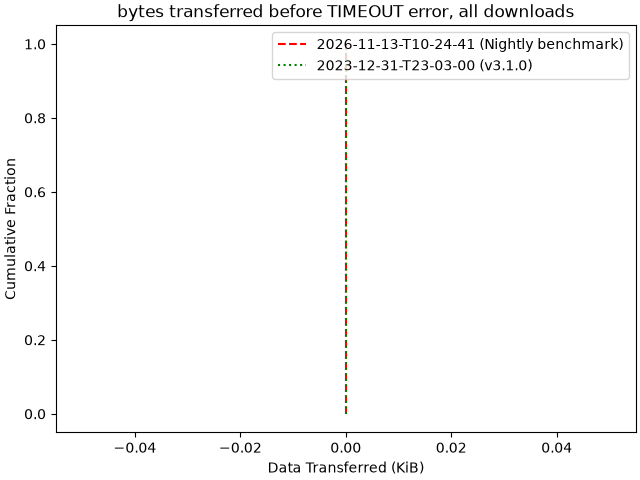 bytes transferred before TIMEOUT error, all downloads
2026-11-13-T10-24-41 (Nightly benchmark)
2023-12-31-T23-03-00 (v3.1.0)
Cumulative Fraction
1.0
0.8
0.6
0.4
0.2
0.0
−0.04
−0.02
0.00
0.02
0.04
Data Transferred (KiB)